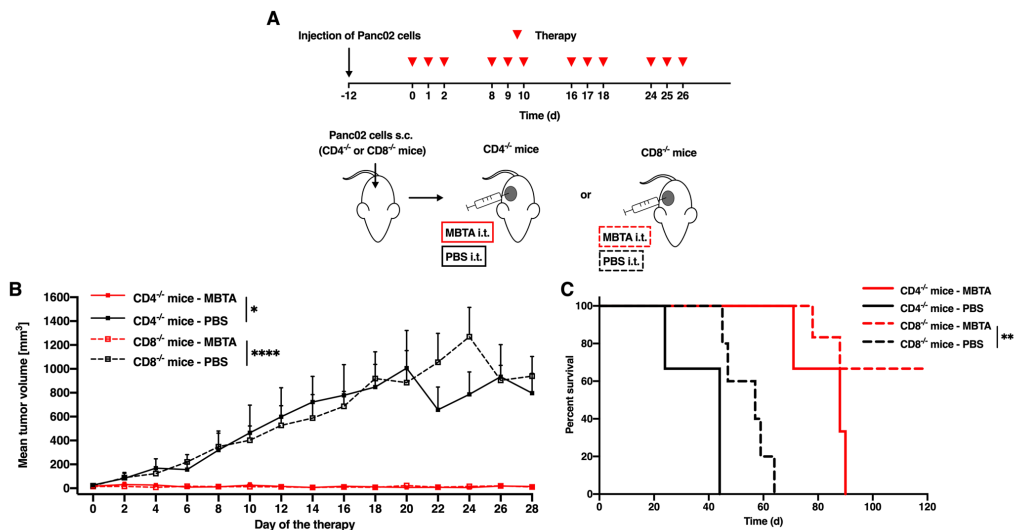 A
Injection of Panc02 cells
Therapy
-12 0 1 2 8 9 10 16 17 18 24 25 26
Time (d)
Panc02 cells s.c.
(CD4-/- or CD8-/- mice)
CD4-/- mice
or
CD8-/- mice
MBTA i.t.
PBS i.t.
MBTA i.t.
PBS i.t.
B
CD4-/- mice - MBTA
CD4-/- mice - PBS
*
CD8-/- mice - MBTA
CD8-/- mice - PBS
****
Mean tumor volume [mm3]
1600
1400
1200
1000
800
600
400
200
0
0 2 4 6 8 10 12 14 16 18 20 22 24 26 28
Day of the therapy
C
CD4-/- mice - MBTA
CD4-/- mice - PBS
CD8-/- mice - MBTA
CD8-/- mice - PBS
**
Percent survival
100
80
60
40
20
0
0 20 40 60 80 100 120
Time (d)